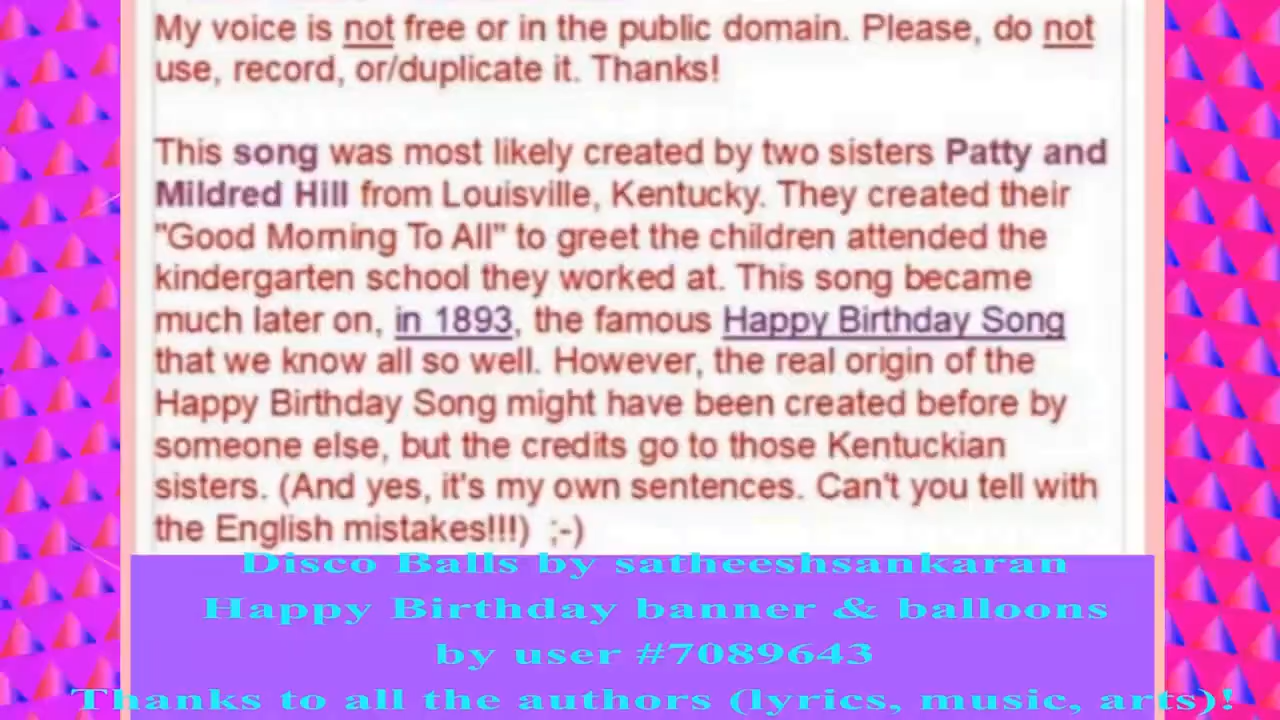 My voice is not free or in the public domain. Please, do not
use, record, or/duplicate it. Thanks!
This song was most likely created by two sisters Patty and
Mildred Hill from Louisville, Kentucky. They created their
"Good Morning To All" to greet the children attended the
kindergarten school they worked at. This song became
much later on, in 1893, the famous Happy Birthday Song
that we know all so well. However, the real origin of the
Happy Birthday Song might have been created before by
someone else, but the credits go to those Kentuckian
sisters. (And yes, it's my own sentences. Can't you tell with
the English mistakes!!!) ;-)
Disco Balls by satheeshsankaran
Happy Birthday banner & balloons
by user #7089643
Thanks to all the authors (lyrics, music, arts)!